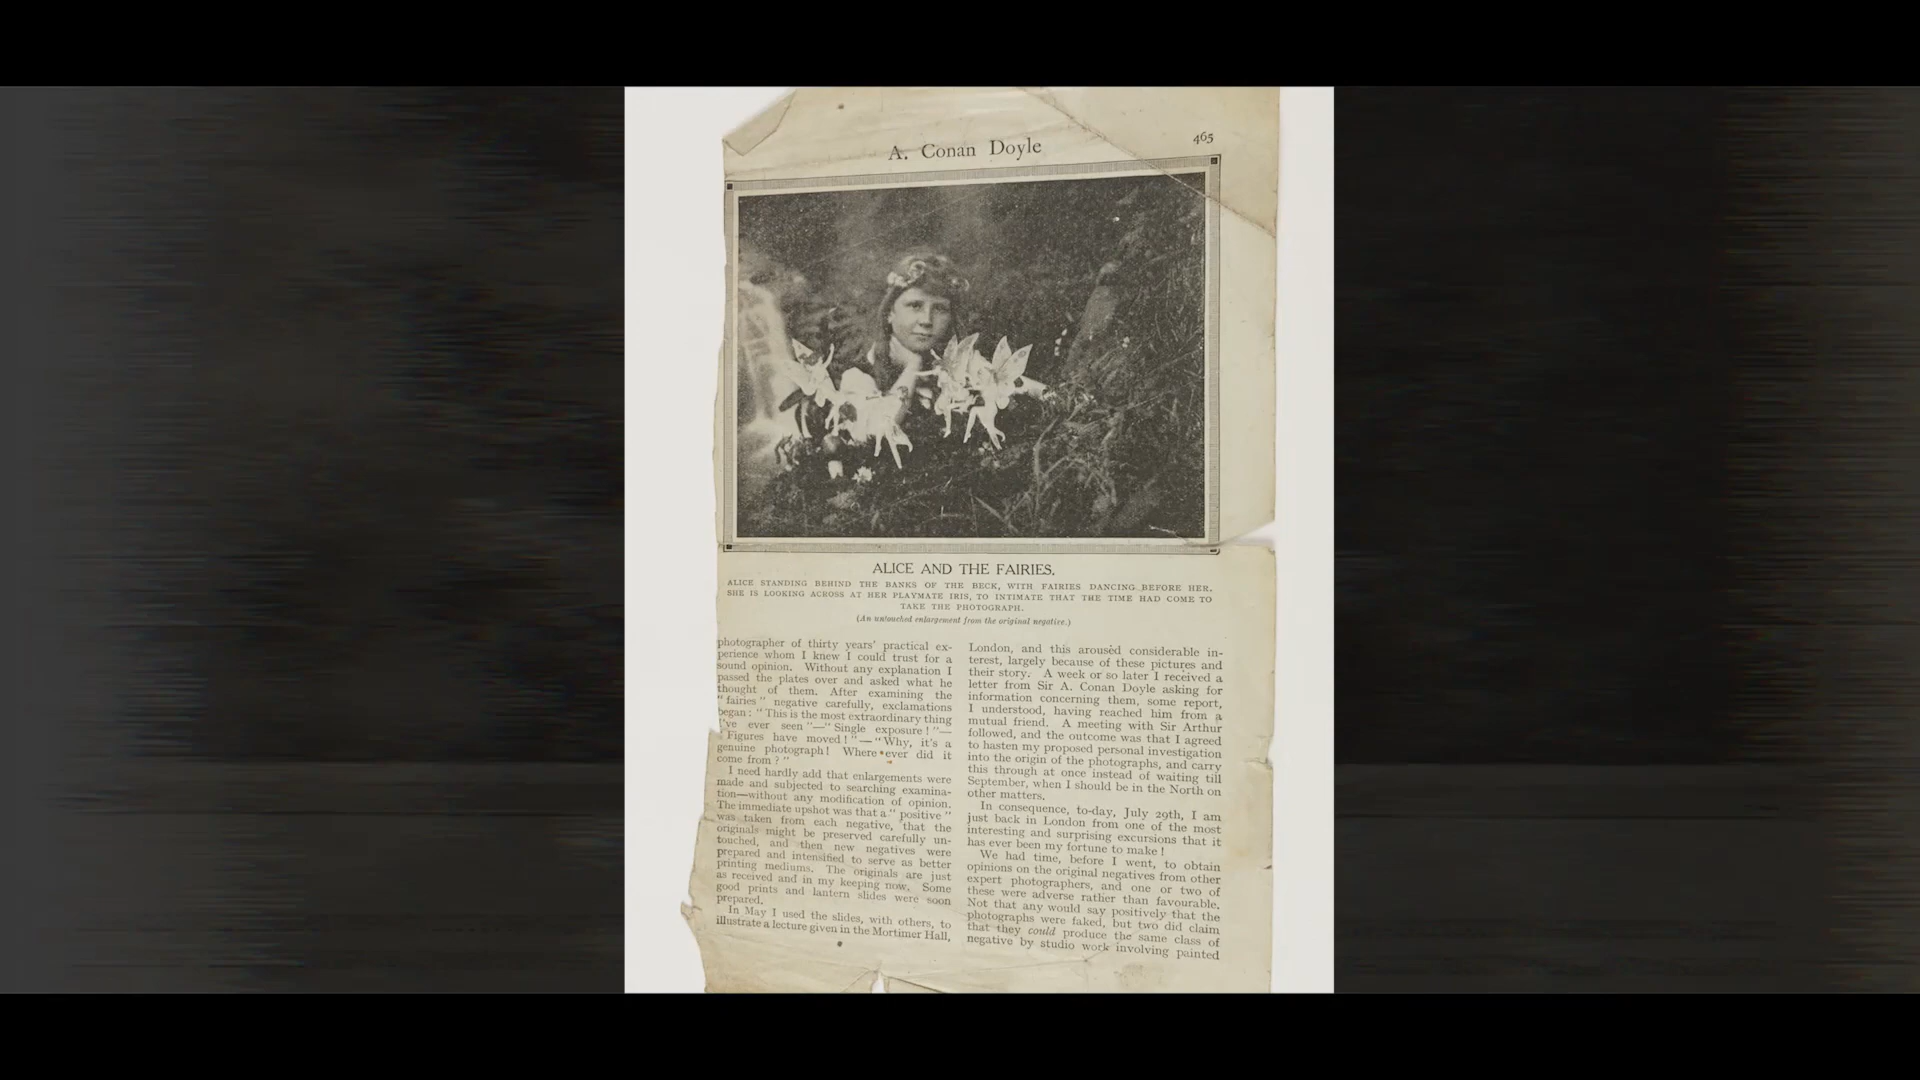 A. Conan Doyle
465
ALICE AND THE FAIRIES.
ALICE STANDING BEHIND THE BANKS OF THE BECK, WITH FAIRIES DANCING BEFORE HER.
SHE IS LOOKING ACROSS AT HER PLAYMATE IRIS, TO INTIMATE THAT THE TIME HAD COME TO
TAKE THE PHOTOGRAPH.
(An untouched enlargement from the original negative.)
photographer of thirty years' practical ex-
perience whom I knew I could trust for a
sound opinion. Without any explanation I
passed the plates over and asked what he
thought of them. After examining the
"fairies" negative carefully, exclamations
began: "This is the most extraordinary thing
I've ever seen"—"Single exposure!"—
"Figures have moved!"—"Why, it's a
genuine photograph! Where ever did it
come from?"
I need hardly add that enlargements were
made and subjected to searching examina-
tion—without any modification of opinion.
The immediate upshot was that a "positive"
was taken from each negative, that the
originals might be preserved carefully un-
touched, and then new negatives were
prepared and intensified to serve as better
printing mediums. The originals are just
as received and in my keeping now. Some
good prints and lantern slides were soon
prepared.
In May I used the slides, with others, to
illustrate a lecture given in the Mortimer Hall,
London, and this aroused considerable in-
terest, largely because of these pictures and
their story. A week or so later I received a
letter from Sir A. Conan Doyle asking for
information concerning them, some report,
I understood, having reached him from a
mutual friend. A meeting with Sir Arthur
followed, and the outcome was that I agreed
to hasten my proposed personal investigation
into the origin of the photographs, and carry
this through at once instead of waiting till
September, when I should be in the North on
other matters.
In consequence, to-day, July 29th, I am
just back in London from one of the most
interesting and surprising excursions that it
has ever been my fortune to make!
We had time, before I went, to obtain
opinions on the original negatives from other
expert photographers, and one or two of
these were adverse rather than favourable.
Not that any would say positively that the
photographs were faked, but two did claim
that they could produce the same class of
negative by studio work involving painted